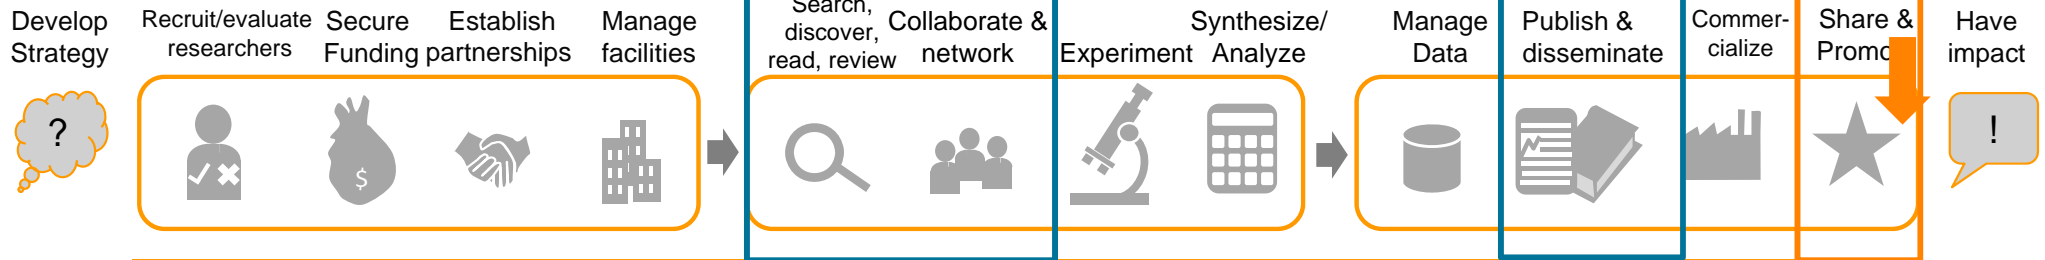 Develop
Strategy
Recruit/evaluate
researchers
Secure
Funding
Establish
partnerships
Manage
facilities
Search,
discover,
read, review
Collaborate &
network
Experiment
Synthesize/
Analyze
Manage
Data
Publish &
disseminate
Commer-
cialize
Share &
Have
impact
?
$
!